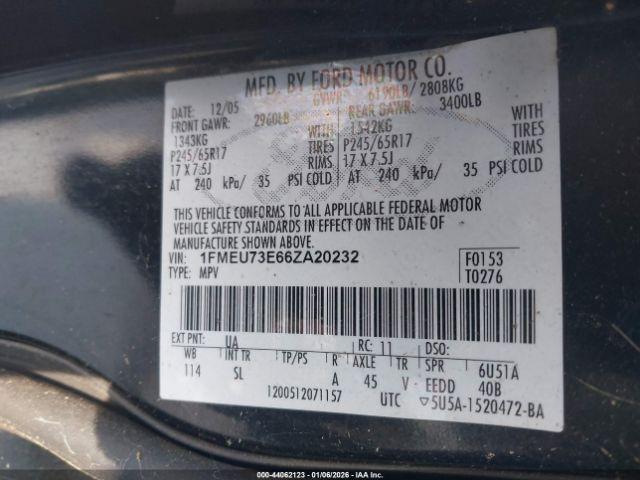 MFD. BY FORD MOTOR CO.
DATE: 12/05 GVWR: 6190LB/ 2808KG
FRONT GAWR: 2960LB REAR GAWR: 3400LB
1343KG WITH 1542KG WITH
P245/65R17 TIRES P245/65R17 TIRES
17 X 7.5J RIMS 17 X 7.5J RIMS
AT 240 kPa/ 35 PSI COLD AT 240 kPa/ 35 PSI COLD
THIS VEHICLE CONFORMS TO ALL APPLICABLE FEDERAL MOTOR
VEHICLE SAFETY STANDARDS IN EFFECT ON THE DATE OF
MANUFACTURE SHOWN ABOVE.
VIN: 1FMEU73E66ZA20232 F0153
TYPE: MPV T0276
EXT PNT: UA RC: 11 DSO:
WB INT TR TP/PS R AXLE TR SPR 6U51A
114 SL A 45 V EEDD 40B
1200512071157 UTC ▽5U5A-1520472-BA
000-44062123 - 01/06/2026 - IAA Inc.